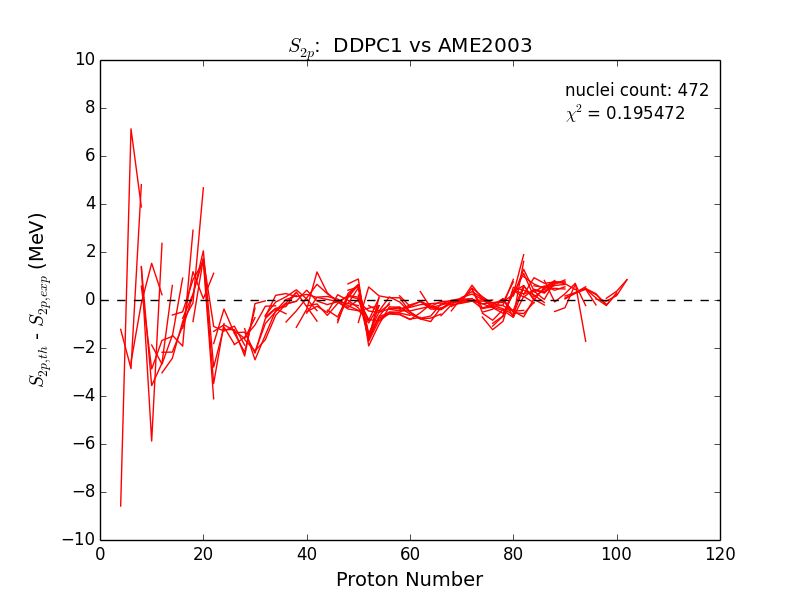 S2p: DDPC1 vs AME2003
nuclei count: 472
χ2 = 0.195472
S2p,th - S2p,exp (MeV)
10
8
6
4
2
0
−2
−4
−6
−8
−10
0 20 40 60 80 100 120
Proton Number